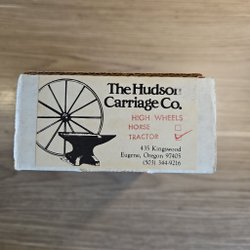 The Hudson
Carriage Co.
HIGH WHEELS
HORSE
TRACTOR
435 Kingswood
Eugene, Oregon 97405
(503) 344-9216